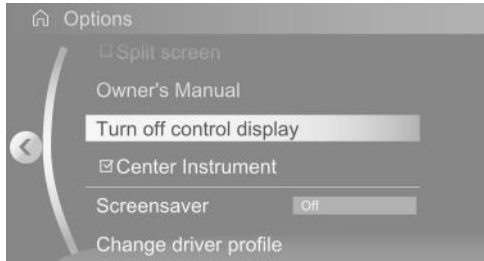 Options
Split screen
Owner's Manual
Turn off control display
Center Instrument
Screensaver Off
Change driver profile